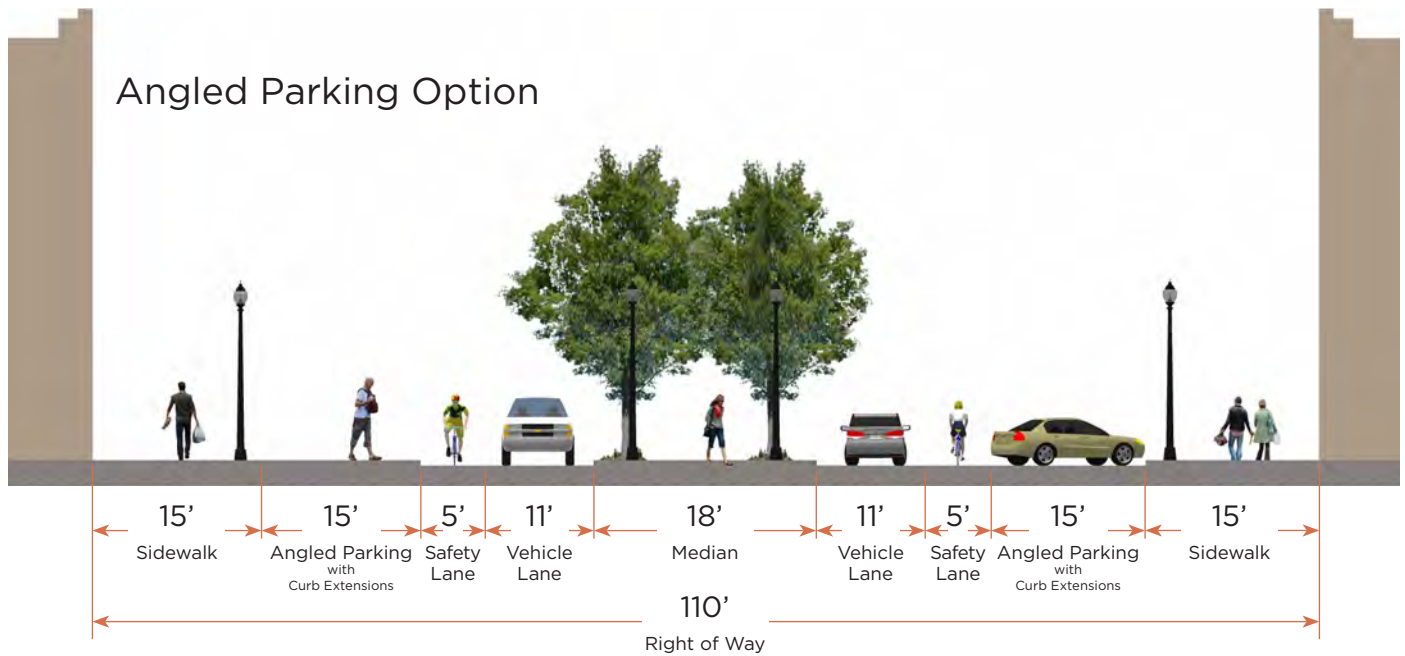 Angled Parking Option
15’ 15’ 5’ 11’ 18’ 11’ 5’ 15’ 15’
Sidewalk Angled Parking Safety Vehicle Median Vehicle Safety Angled Parking Sidewalk
with Lane Lane Lane Lane with
Curb Extensions Curb Extensions
110’
Right of Way